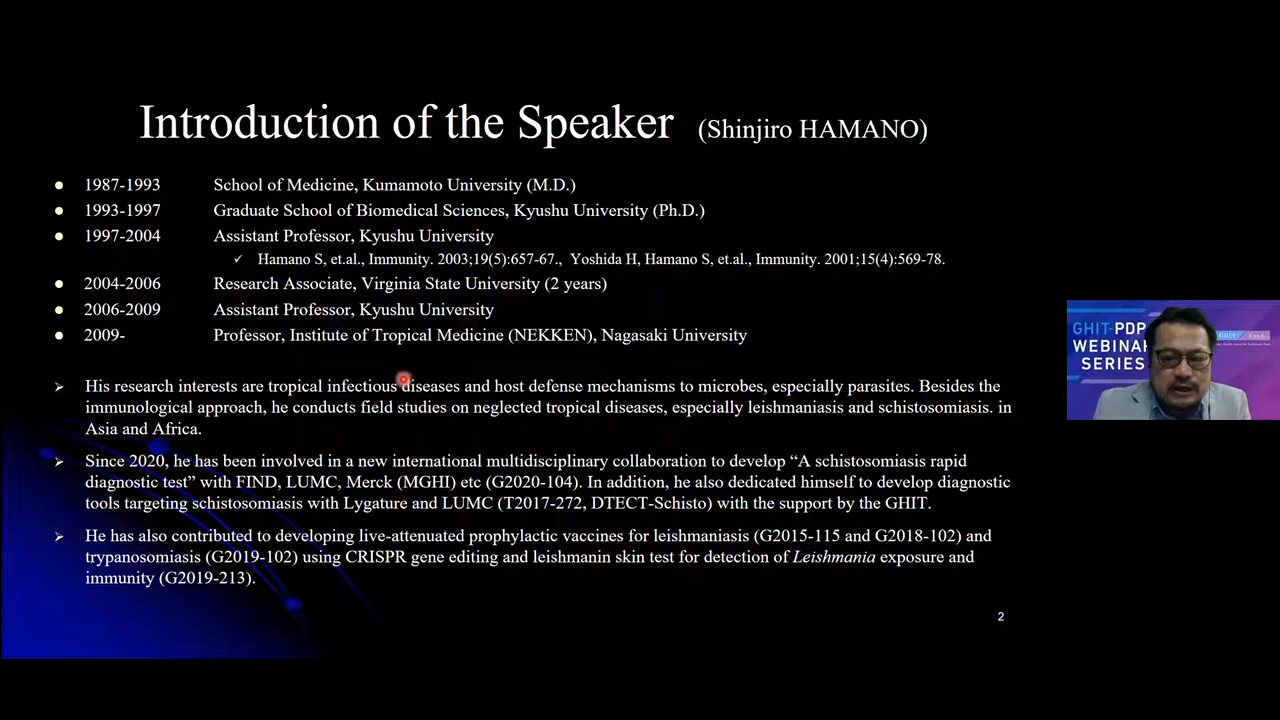 Introduction of the Speaker (Shinjiro HAMANO)
● 1987-1993 School of Medicine, Kumamoto University (M.D.)
● 1993-1997 Graduate School of Biomedical Sciences, Kyushu University (Ph.D.)
● 1997-2004 Assistant Professor, Kyushu University
✓ Hamano S, et.al., Immunity. 2003;19(5):657-67., Yoshida H, Hamano S, et.al., Immunity. 2001;15(4):569-78.
● 2004-2006 Research Associate, Virginia State University (2 years)
● 2006-2009 Assistant Professor, Kyushu University
● 2009- Professor, Institute of Tropical Medicine (NEKKEN), Nagasaki University
➢ His research interests are tropical infectious diseases and host defense mechanisms to microbes, especially parasites. Besides the
immunological approach, he conducts field studies on neglected tropical diseases, especially leishmaniasis and schistosomiasis. in
Asia and Africa.
➢ Since 2020, he has been involved in a new international multidisciplinary collaboration to develop “A schistosomiasis rapid
diagnostic test” with FIND, LUMC, Merck (MGHI) etc (G2020-104). In addition, he also dedicated himself to develop diagnostic
tools targeting schistosomiasis with Lygature and LUMC (T2017-272, DTECT-Schisto) with the support by the GHIT.
➢ He has also contributed to developing live-attenuated prophylactic vaccines for leishmaniasis (G2015-115 and G2018-102) and
trypanosomiasis (G2019-102) using CRISPR gene editing and leishmanin skin test for detection of Leishmania exposure and
immunity (G2019-213).
2
GHIT-PDP
WEBINAR
SERIES
GHIT Fund